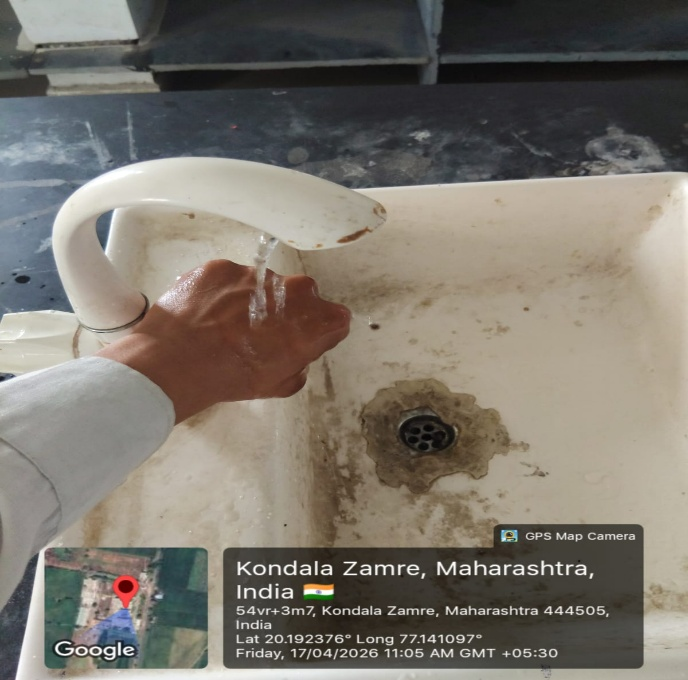 GPS Map Camera
Kondala Zamre, Maharashtra,
India 🇮🇳
54vr+3m7, Kondala Zamre, Maharashtra 444505,
India
Lat 20.192376° Long 77.141097°
Friday, 17/04/2026 11:05 AM GMT +05:30
Google